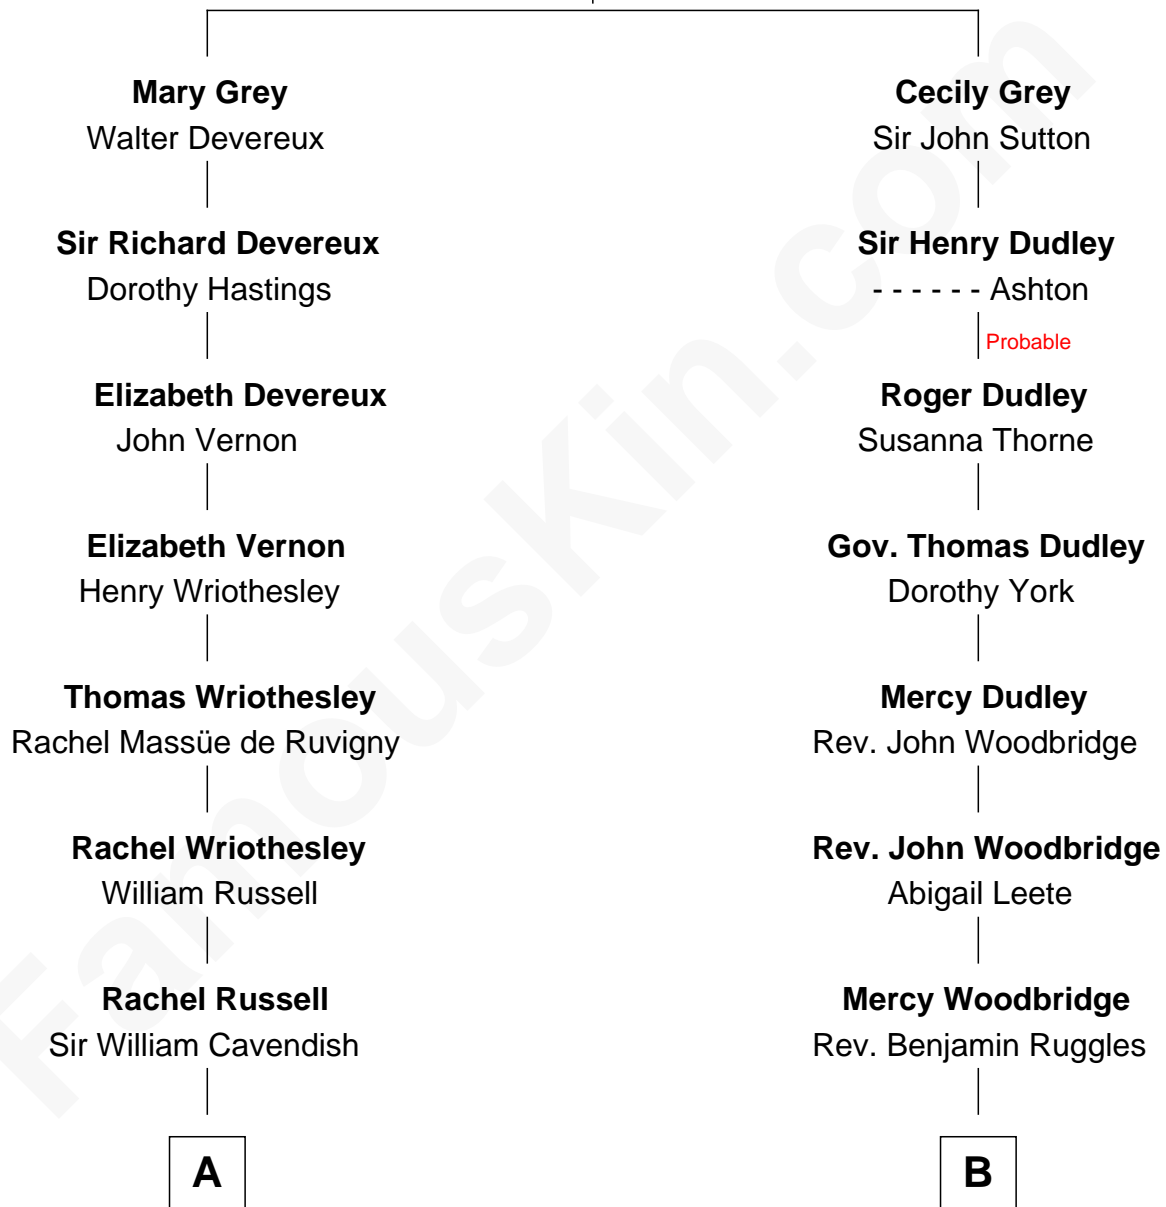 Mary Grey
Walter Devereux
Sir Richard Devereux
Dorothy Hastings
Elizabeth Devereux
John Vernon
Elizabeth Vernon
Henry Wriothesley
Thomas Wriothesley
Rachel Massüe de Ruvigny
Rachel Wriothesley
William Russell
Rachel Russell
Sir William Cavendish
A
Cecily Grey
Sir John Sutton
Sir Henry Dudley
- - - - - - Ashton
Probable
Roger Dudley
Susanna Thorne
Gov. Thomas Dudley
Dorothy York
Mercy Dudley
Rev. John Woodbridge
Rev. John Woodbridge
Abigail Leete
Mercy Woodbridge
Rev. Benjamin Ruggles
B
FamousKin.com